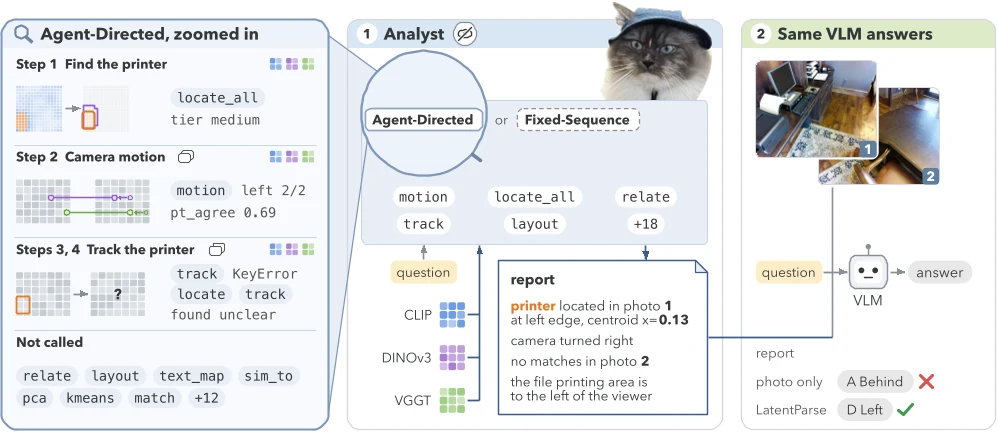 Agent-Directed, zoomed in
Step 1 Find the printer
locate_all
tier medium
Step 2 Camera motion
motion left 2/2
pt_agree 0.69
Steps 3, 4 Track the printer
?
track KeyError
locate track
found unclear
Not called
relate layout text_map sim_to
pca kmeans match +12
1 Analyst
Agent-Directed or Fixed-Sequence
motion locate_all relate
track layout +18
question
CLIP
DINOv3
VGGT
report
printer located in photo 1
at left edge, centroid x=0.13
camera turned right
no matches in photo 2
the file printing area is
to the left of the viewer
2 Same VLM answers
1
2
question
answer
VLM
report
photo only A Behind
LatentParse D Left